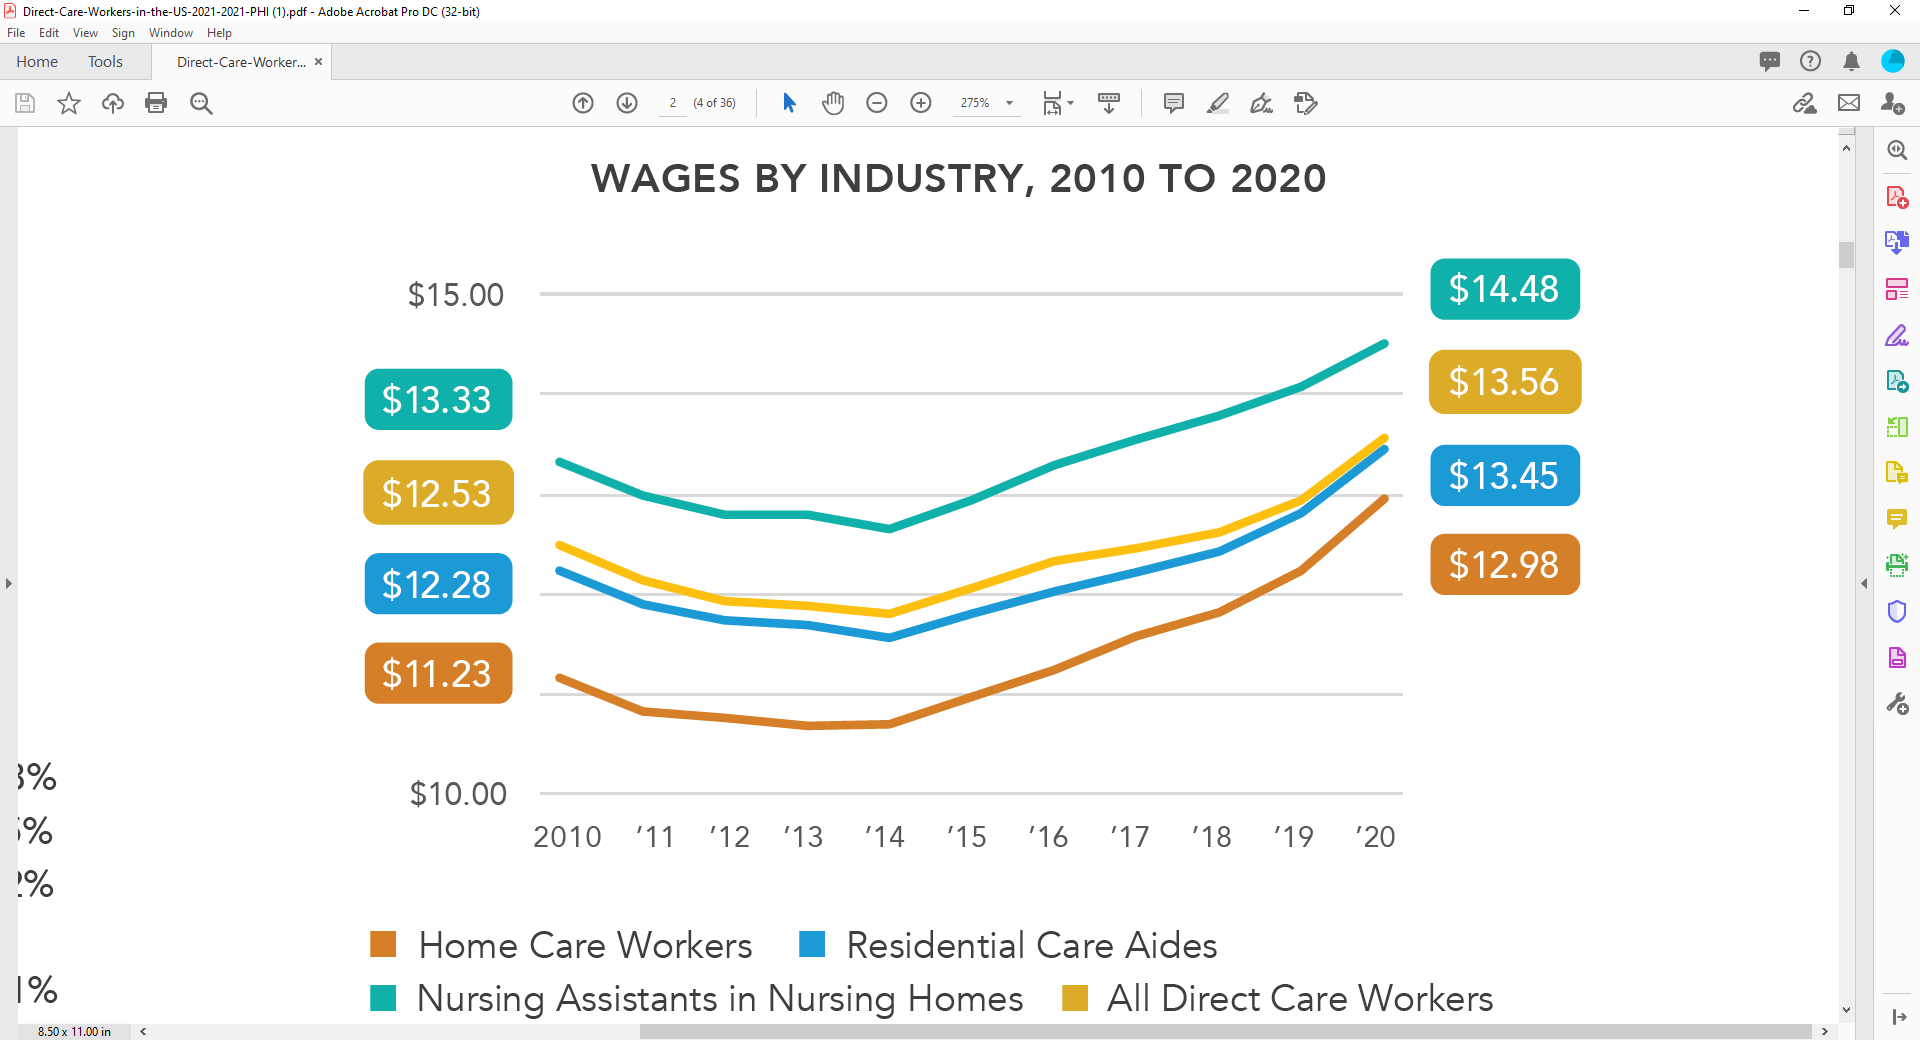 Direct-Care-Workers-in-the-US-2021-2021-PHI (1).pdf - Adobe Acrobat Pro DC (32-bit)
File Edit View Sign Window Help
Home Tools Direct-Care-Worker... ×
2 (4 of 36) 275%
WAGES BY INDUSTRY, 2010 TO 2020
$15.00
$14.48
$13.33
$13.56
$12.53
$13.45
$12.28
$12.98
$11.23
$10.00
2010 ’11 ’12 ’13 ’14 ’15 ’16 ’17 ’18 ’19 ’20
%
%
%
1%
Home Care Workers Residential Care Aides
Nursing Assistants in Nursing Homes All Direct Care Workers
8.50 x 11.00 in